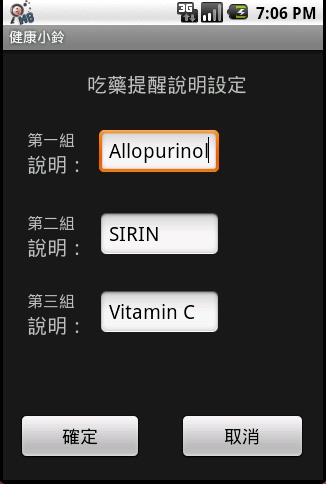 3G 7:06 PM
健康小鈴
吃藥提醒說明設定
第一組
說明： Allopurinol
第二組
說明： SIRIN
第三組
說明： Vitamin C
確定 取消